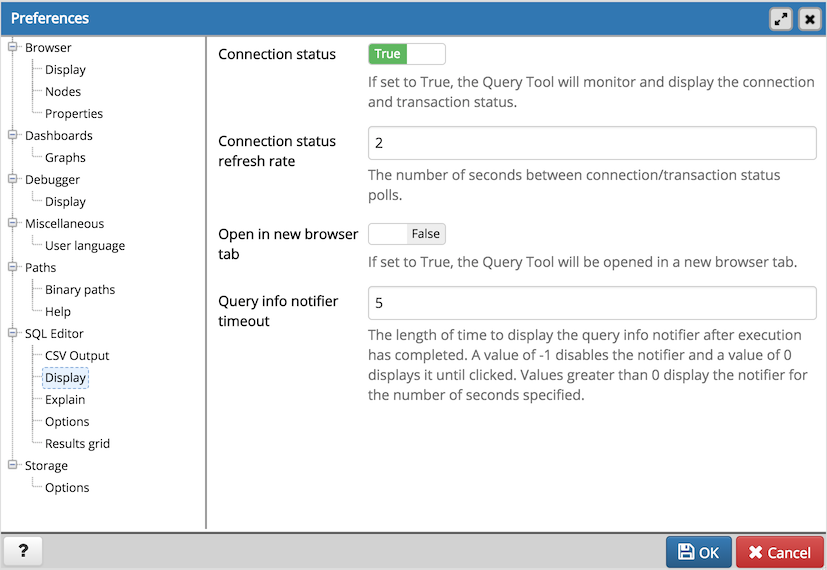 Preferences
Browser
Display
Nodes
Properties
Dashboards
Graphs
Debugger
Display
Miscellaneous
User language
Paths
Binary paths
Help
SQL Editor
CSV Output
Display
Explain
Options
Results grid
Storage
Options
Connection status
True
If set to True, the Query Tool will monitor and display the connection
and transaction status.
Connection status
refresh rate
2
The number of seconds between connection/transaction status
polls.
Open in new browser
tab
False
If set to True, the Query Tool will be opened in a new browser tab.
Query info notifier
timeout
5
The length of time to display the query info notifier after execution
has completed. A value of -1 disables the notifier and a value of 0
displays it until clicked. Values greater than 0 display the notifier for
the number of seconds specified.
?
OK
Cancel